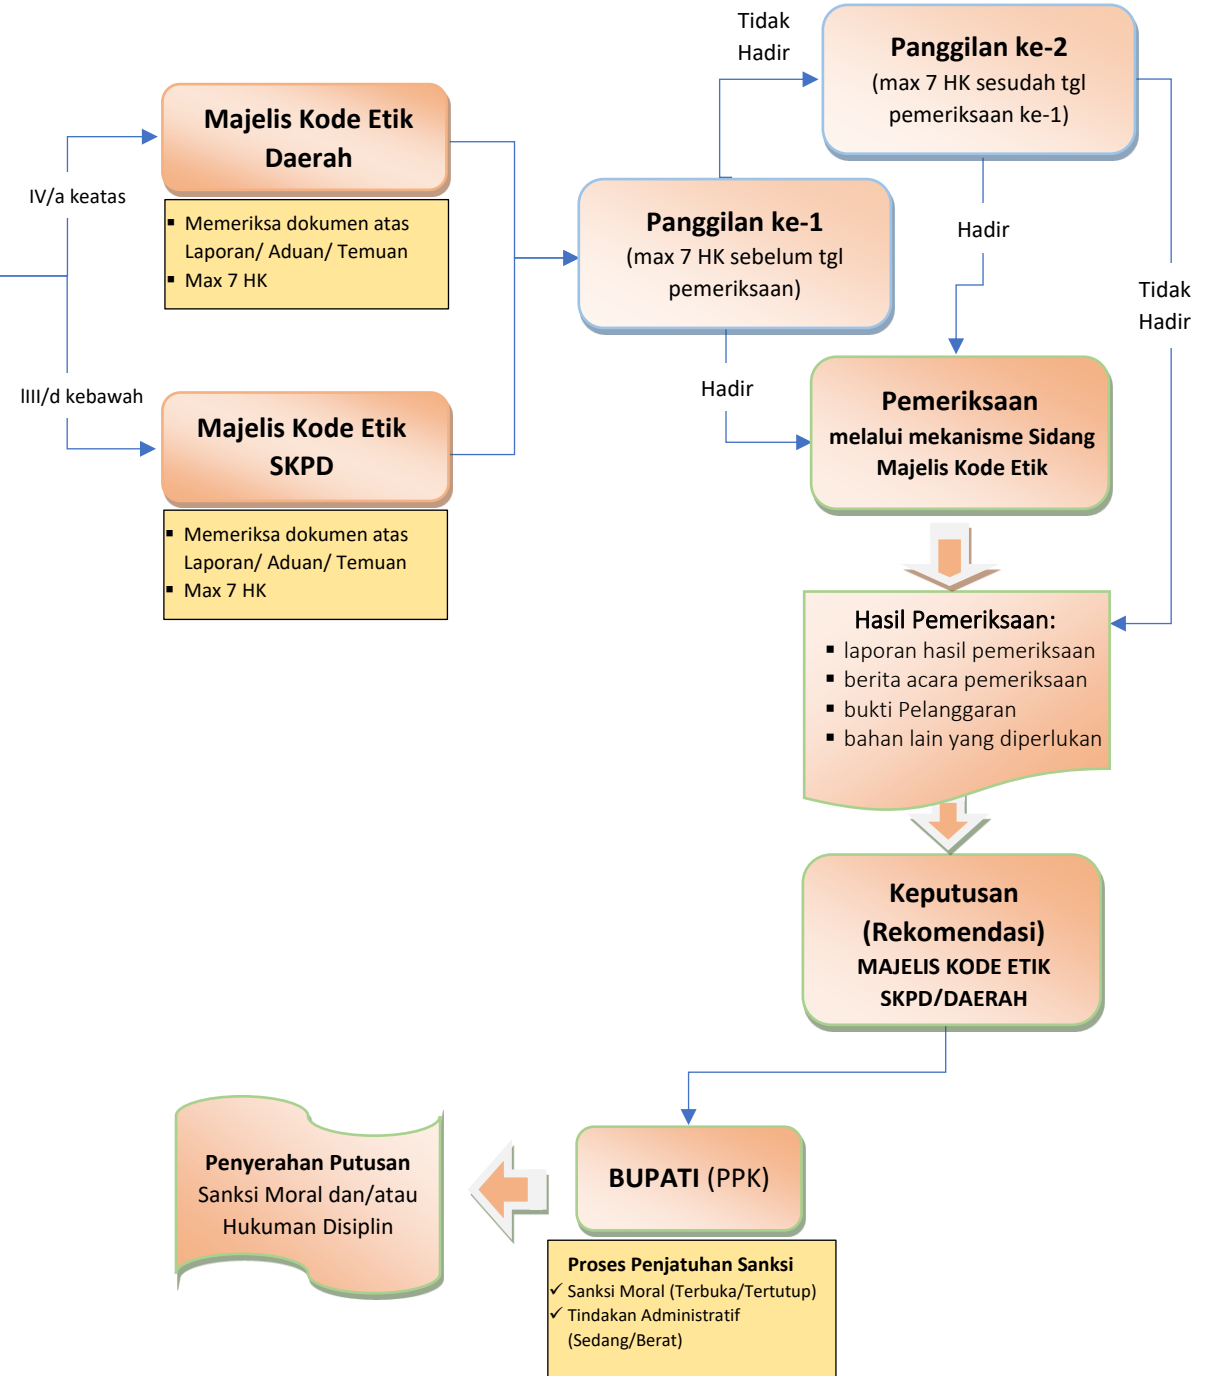 Tidak
Hadir
Panggilan ke-2
(max 7 HK sesudah tgl
pemeriksaan ke-1)
Majelis Kode Etik
Daerah
IV/a keatas
▪ Memeriksa dokumen atas
Laporan/ Aduan/ Temuan
▪ Max 7 HK
Panggilan ke-1
(max 7 HK sebelum tgl
pemeriksaan)
Hadir
Tidak
Hadir
lIII/d kebawah
Majelis Kode Etik
SKPD
▪ Memeriksa dokumen atas
Laporan/ Aduan/ Temuan
▪ Max 7 HK
Hadir
Pemeriksaan
melalui mekanisme Sidang
Majelis Kode Etik
Hasil Pemeriksaan:
▪ laporan hasil pemeriksaan
▪ berita acara pemeriksaan
▪ bukti Pelanggaran
▪ bahan lain yang diperlukan
Keputusan
(Rekomendasi)
MAJELIS KODE ETIK
SKPD/DAERAH
BUPATI (PPK)
Proses Penjatuhan Sanksi
✓ Sanksi Moral (Terbuka/Tertutup)
✓ Tindakan Administratif
(Sedang/Berat)
Penyerahan Putusan
Sanksi Moral dan/atau
Hukuman Disiplin